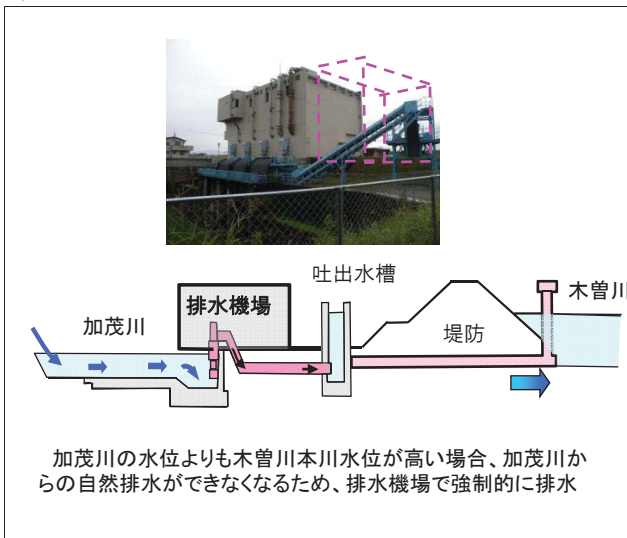 吐出水槽
排水機場
木曽川
加茂川
堤防
加茂川の水位よりも木曽川本川水位が高い場合、加茂川か
らの自然排水ができなくなるため、排水機場で強制的に排水